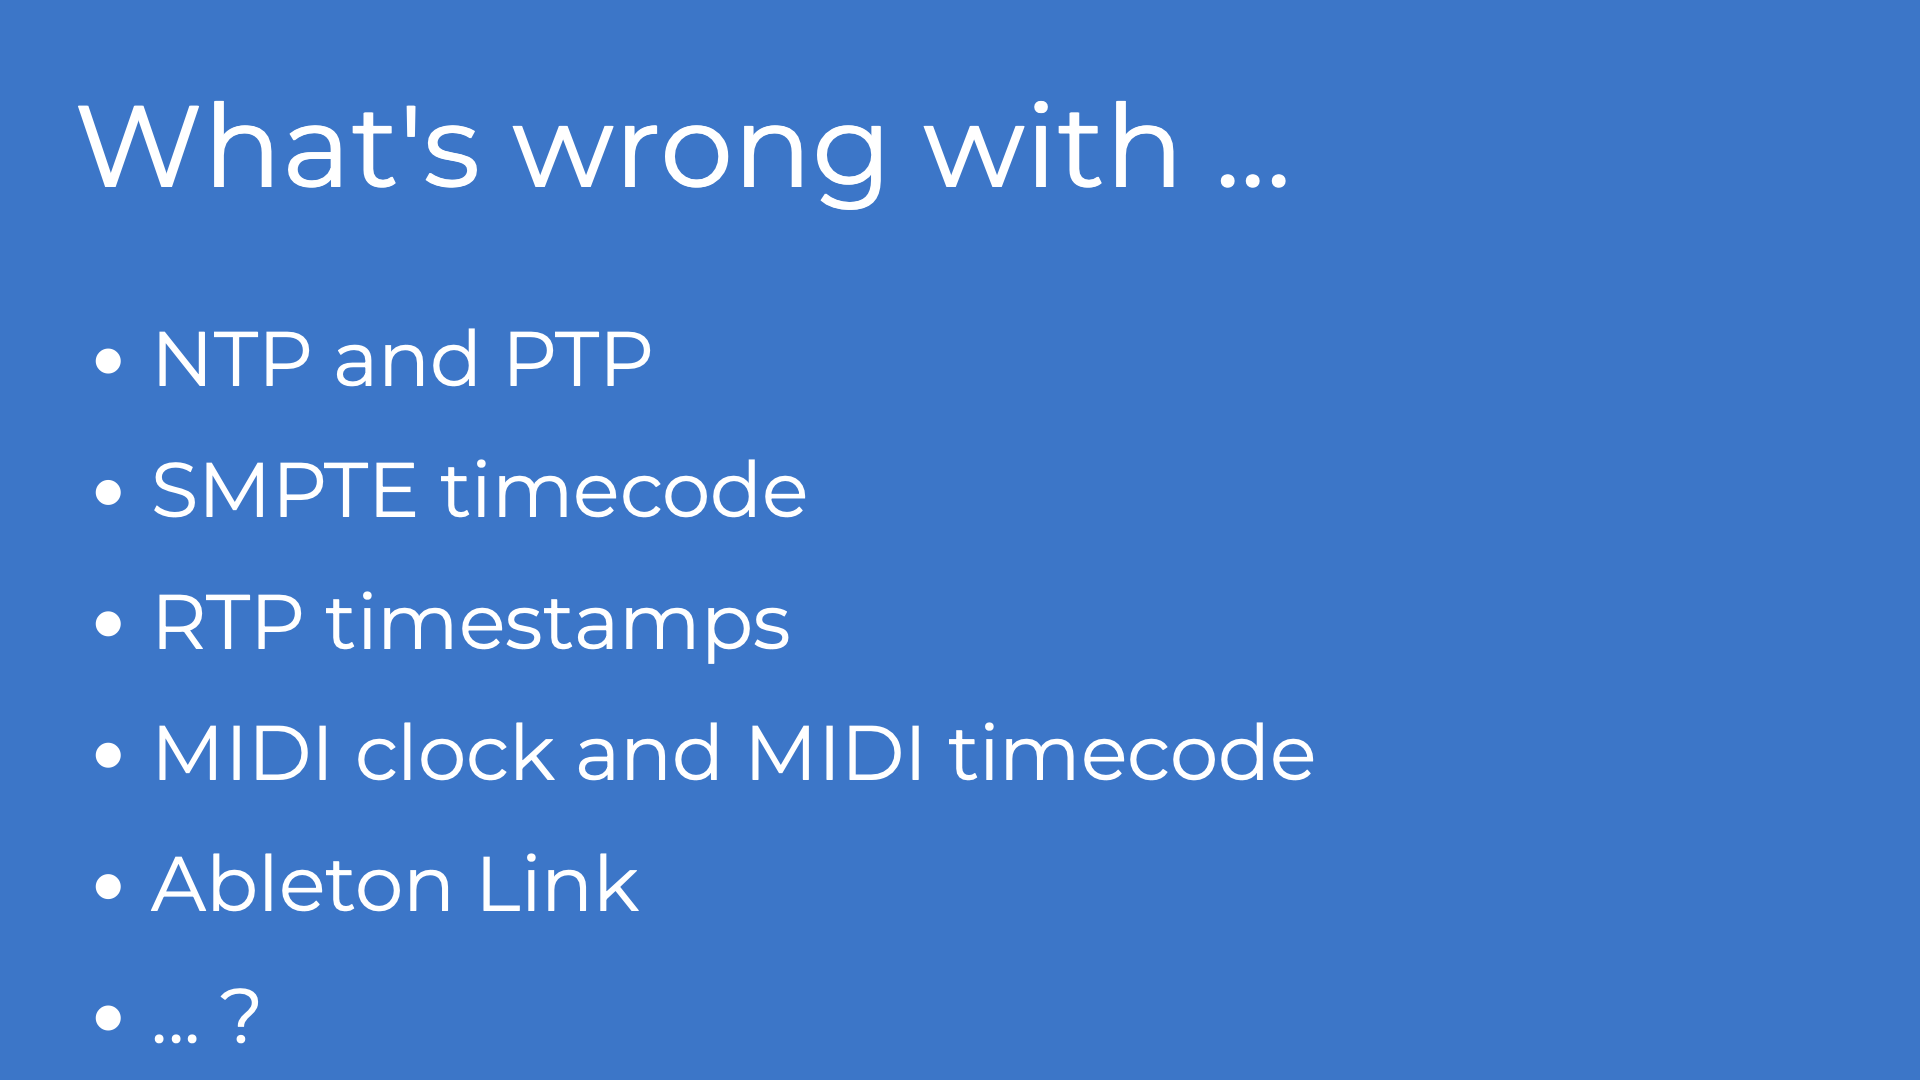 What's wrong with ...
• NTP and PTP
• SMPTE timecode
• RTP timestamps
• MIDI clock and MIDI timecode
• Ableton Link
• ... ?